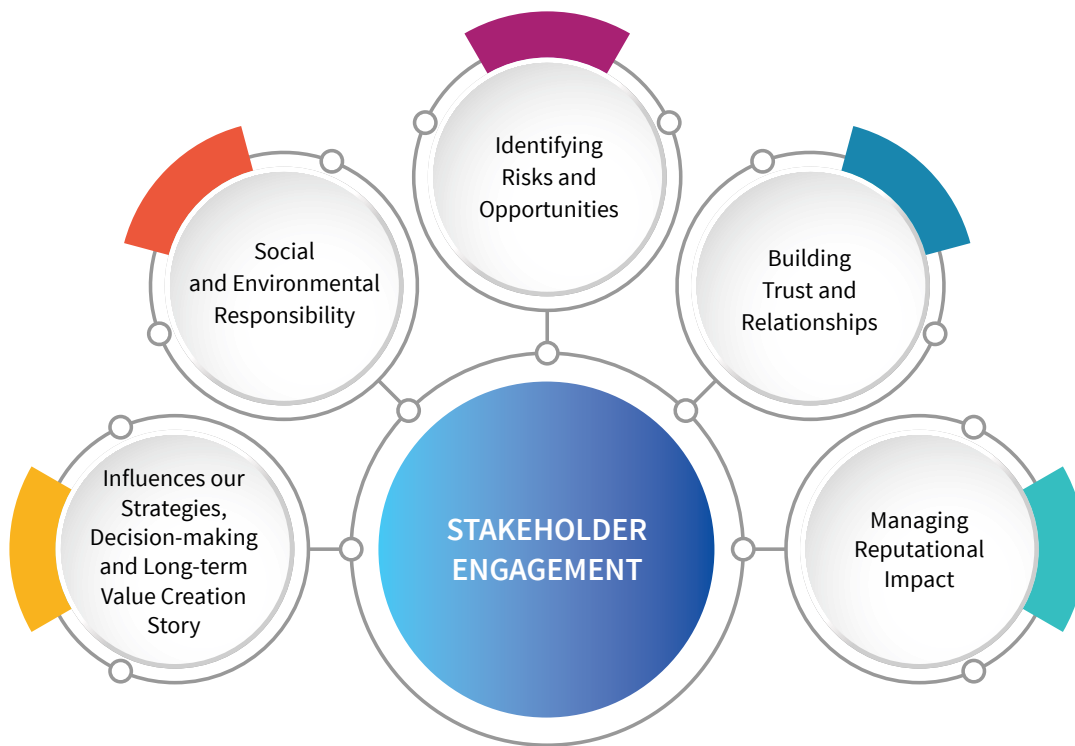 Identifying
Risks and
Opportunities
Social
and Environmental
Responsibility
Building
Trust and
Relationships
Influences our
Strategies,
Decision-making
and Long-term
Value Creation
Story
STAKEHOLDER
ENGAGEMENT
Managing
Reputational
Impact